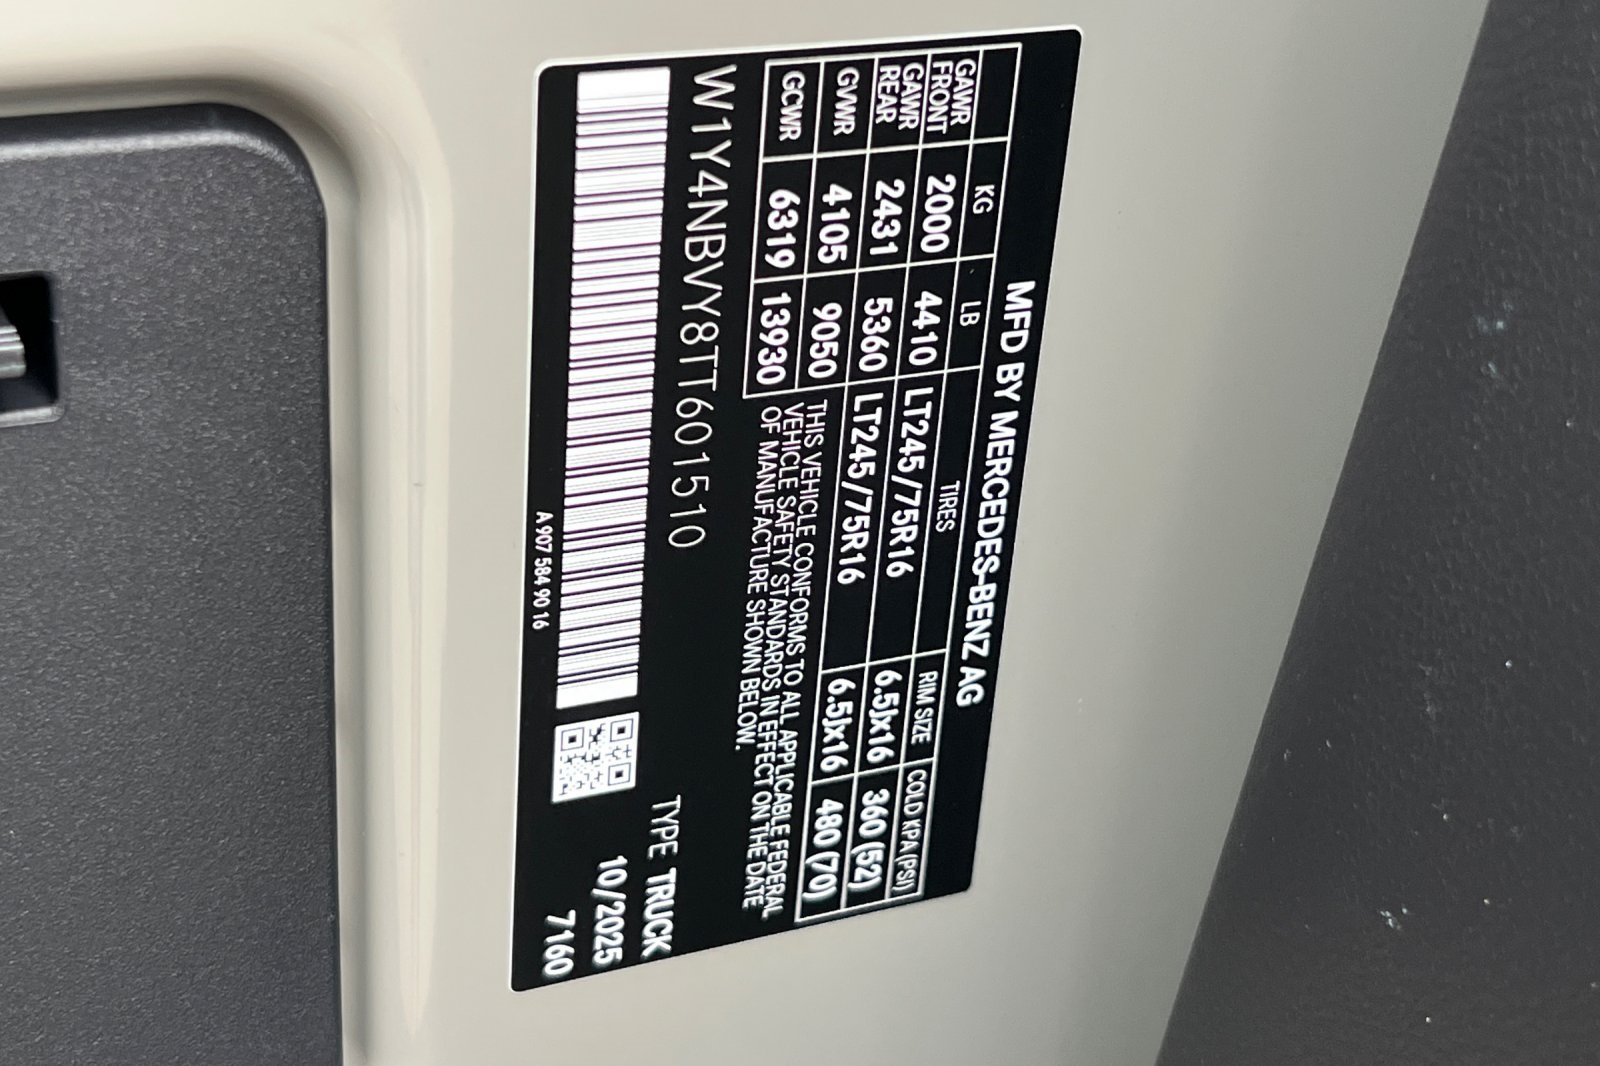 MFD BY MERCEDES-BENZ AG
KG LB TIRES RIM SIZE COLD KPA (PSI)
GAWR FRONT 2000 4410 LT245/75R16 6.5Jx16 360 (52)
GAWR REAR 2431 5360 LT245/75R16 6.5Jx16 480 (70)
GVWR 4105 9050
GCWR 6319 13930
THIS VEHICLE CONFORMS TO ALL APPLICABLE FEDERAL
VEHICLE SAFETY STANDARDS IN EFFECT ON THE DATE
OF MANUFACTURE SHOWN BELOW.
W1Y4NBVY8TT601510
TYPE TRUCK
10/2025
7160
A 907 584 90 16